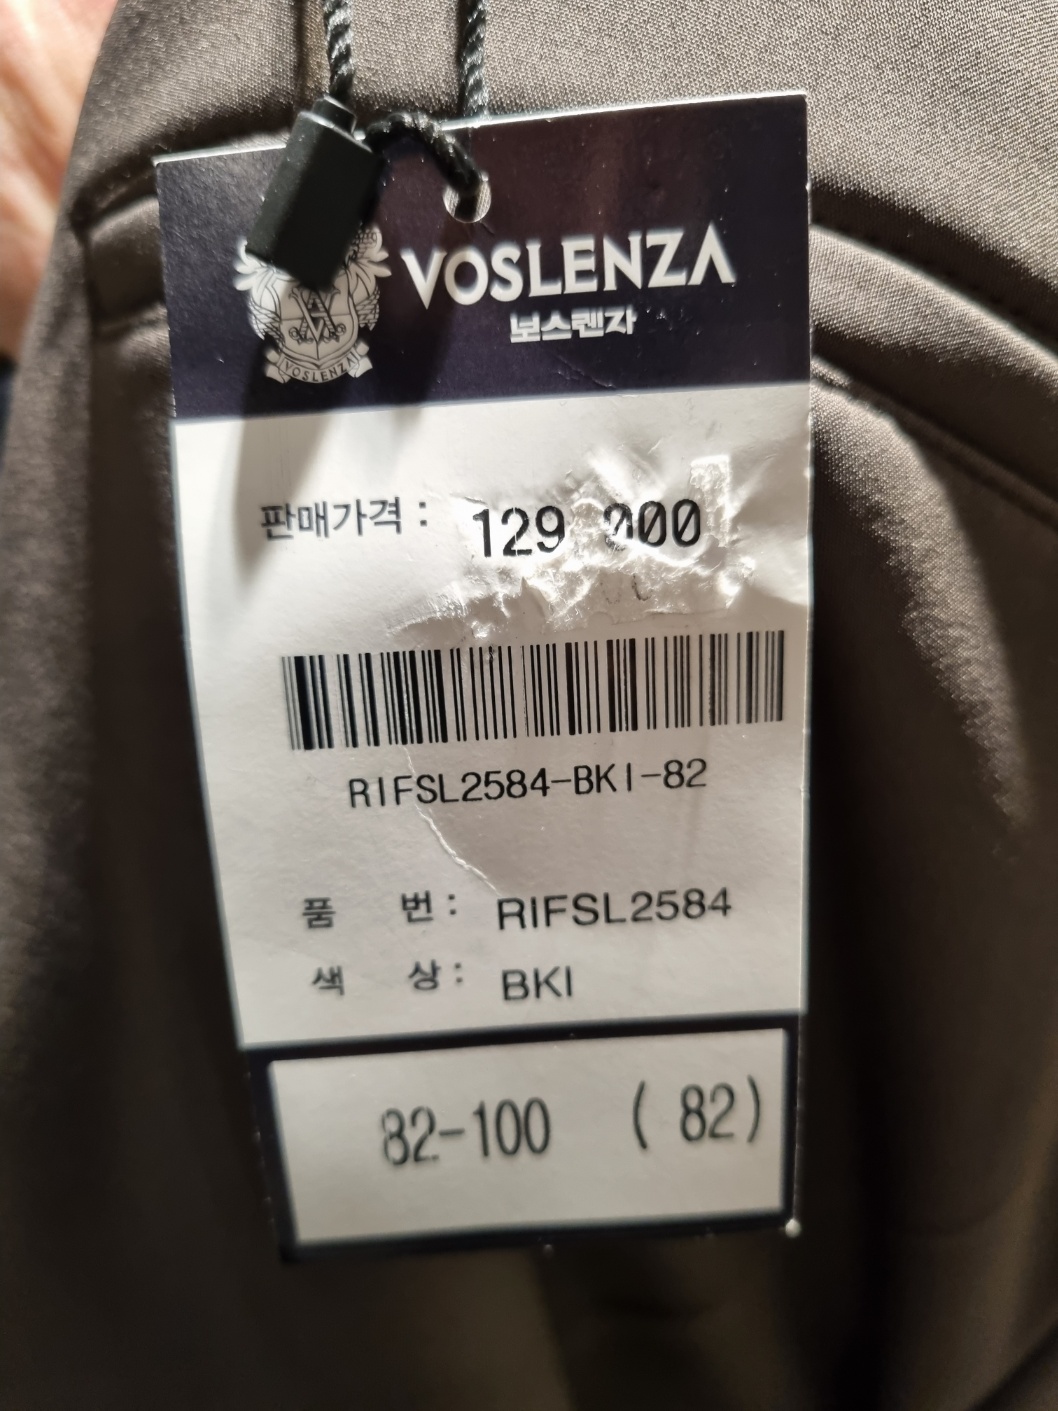 VOSLENZA
보스렌자
VOSLENZA
판매가격 : 129 000
RIFSL2584-BKI-82
품 번 : RIFSL2584
색 상 : BKI
82-100 ( 82)